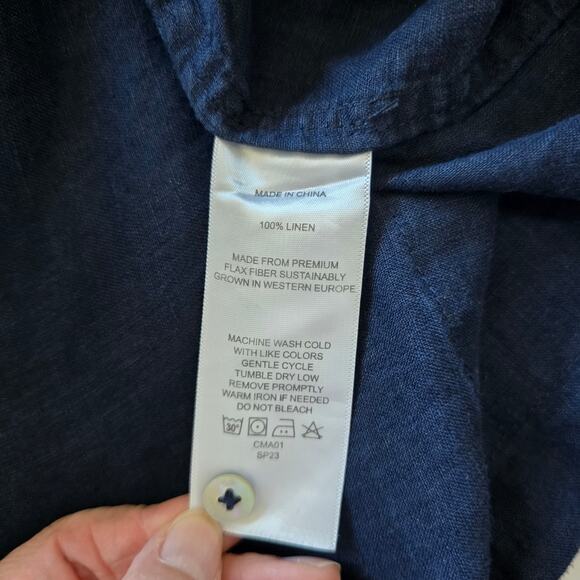 MADE IN CHINA
100% LINEN
MADE FROM PREMIUM
FLAX FIBER SUSTAINABLY
GROWN IN WESTERN EUROPE
MACHINE WASH COLD
WITH LIKE COLORS
GENTLE CYCLE
TUMBLE DRY LOW
REMOVE PROMPTLY
WARM IRON IF NEEDED
DO NOT BLEACH
30°
CMA01
SP23